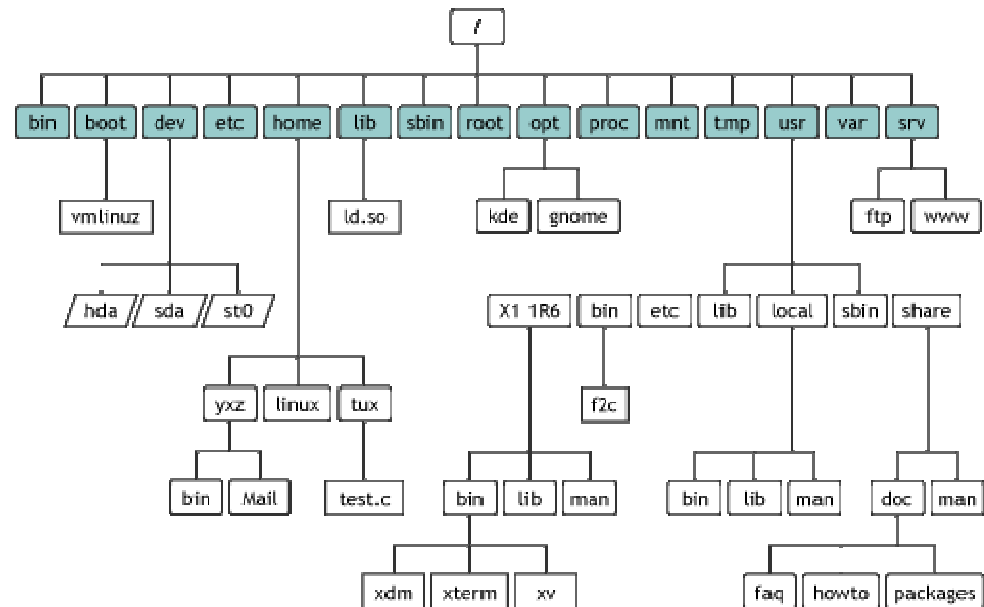 /
bin boot dev etc home lib sbin root opt proc mnt tmp usr var srv
vmlinuz ld.so kde gnome ftp www
hda sda st0 X11R6 bin etc lib local sbin share
yxz linux tux f2c
bin Mail test.c bin lib man bin lib man doc man
xdm xterm xv faq howto packages